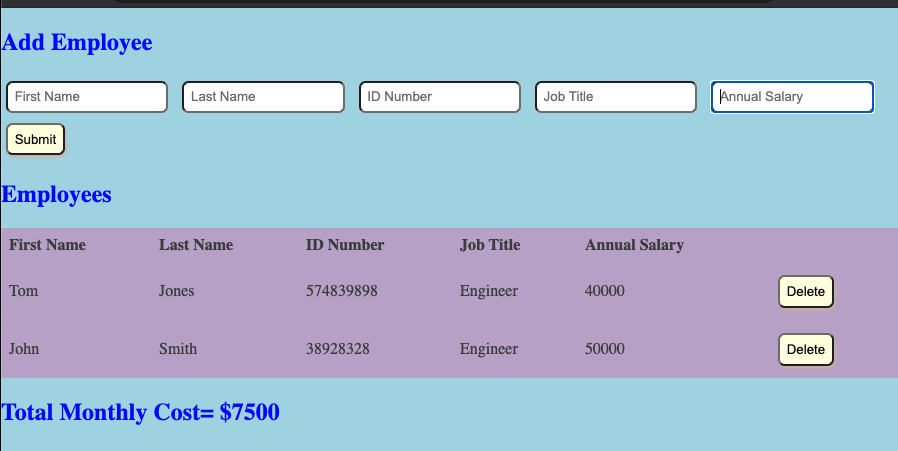 Add Employee
First Name Last Name ID Number Job Title Annual Salary
Submit
Employees
First Name Last Name ID Number Job Title Annual Salary
Tom Jones 574839898 Engineer 40000 Delete
John Smith 38928328 Engineer 50000 Delete
Total Monthly Cost= $7500